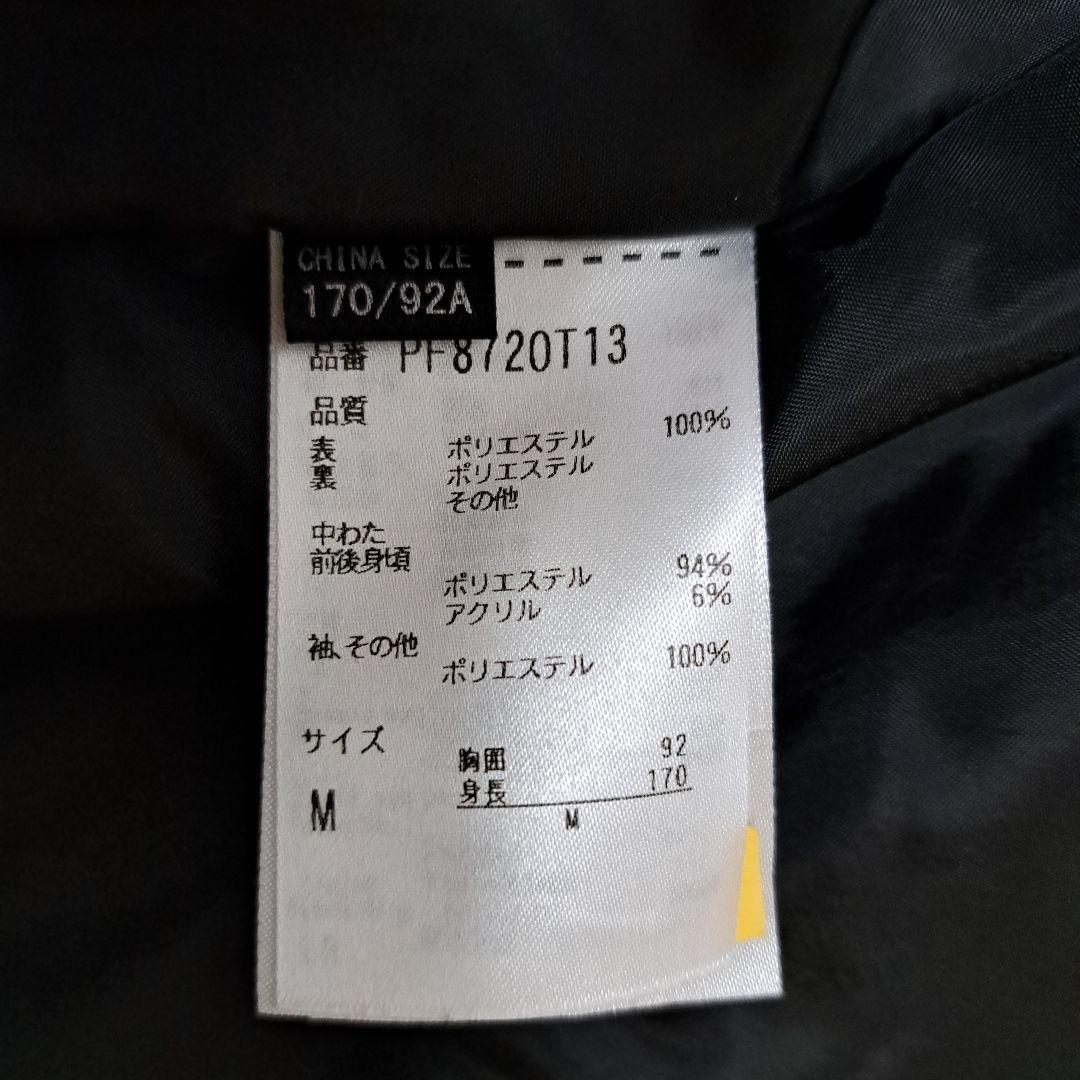 CHINA SIZE
170/92A
品番 PF8720T13
品質
表 ポリエステル 100%
裏 ポリエステル
その他
中わた
前後身頃
ポリエステル 94%
アクリル 6%
袖、その他
ポリエステル 100%
サイズ
胸囲 92
身長 170
M
M